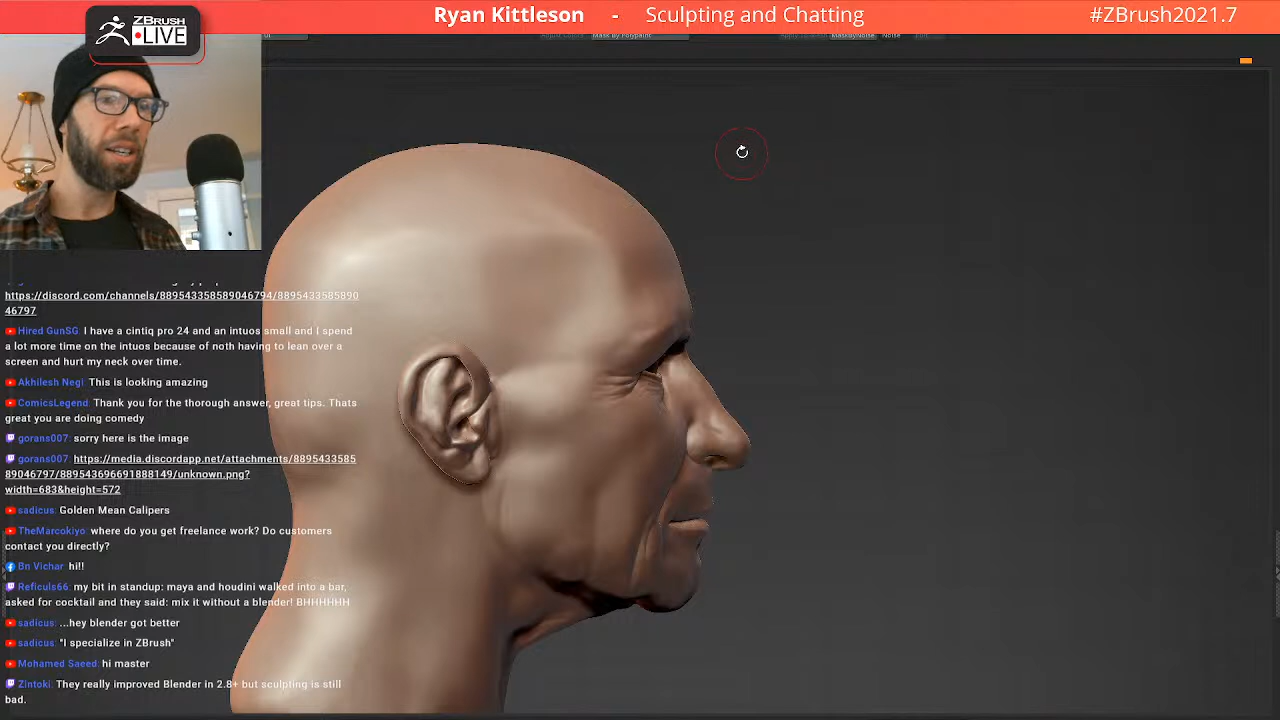 Ryan Kittleson - Sculpting and Chatting #ZBrush2021.7
ZBRUSH
LIVE
Mask By Polypaint MaskByNoise Noise
https://discord.com/channels/889543358589046794/8895433585890
46797
Hired GunSG: I have a cintiq pro 24 and an intuos small and I spend
a lot more time on the intuos because of noth having to lean over a
screen and hurt my neck over time.
Akhilesh Negi: This is looking amazing
ComicsLegend: Thank you for the thorough answer, great tips. Thats
great you are doing comedy
gorans007: sorry here is the image
gorans007: https://media.discordapp.net/attachments/8895433585
89046797/889543696691888149/unknown.png?
width=683&height=572
sadicus: Golden Mean Calipers
TheMarcokiyo: where do you get freelance work? Do customers
contact you directly?
Bn Vichar: hi!!
Reficuls66: my bit in standup: maya and houdini walked into a bar,
asked for cocktail and they said: mix it without a blender! BHHHHHH
sadicus: ...hey blender got better
sadicus: "I specialize in ZBrush"
Mohamed Saeed: hi master
Zintoki: They really improved Blender in 2.8+ but sculpting is still
bad.